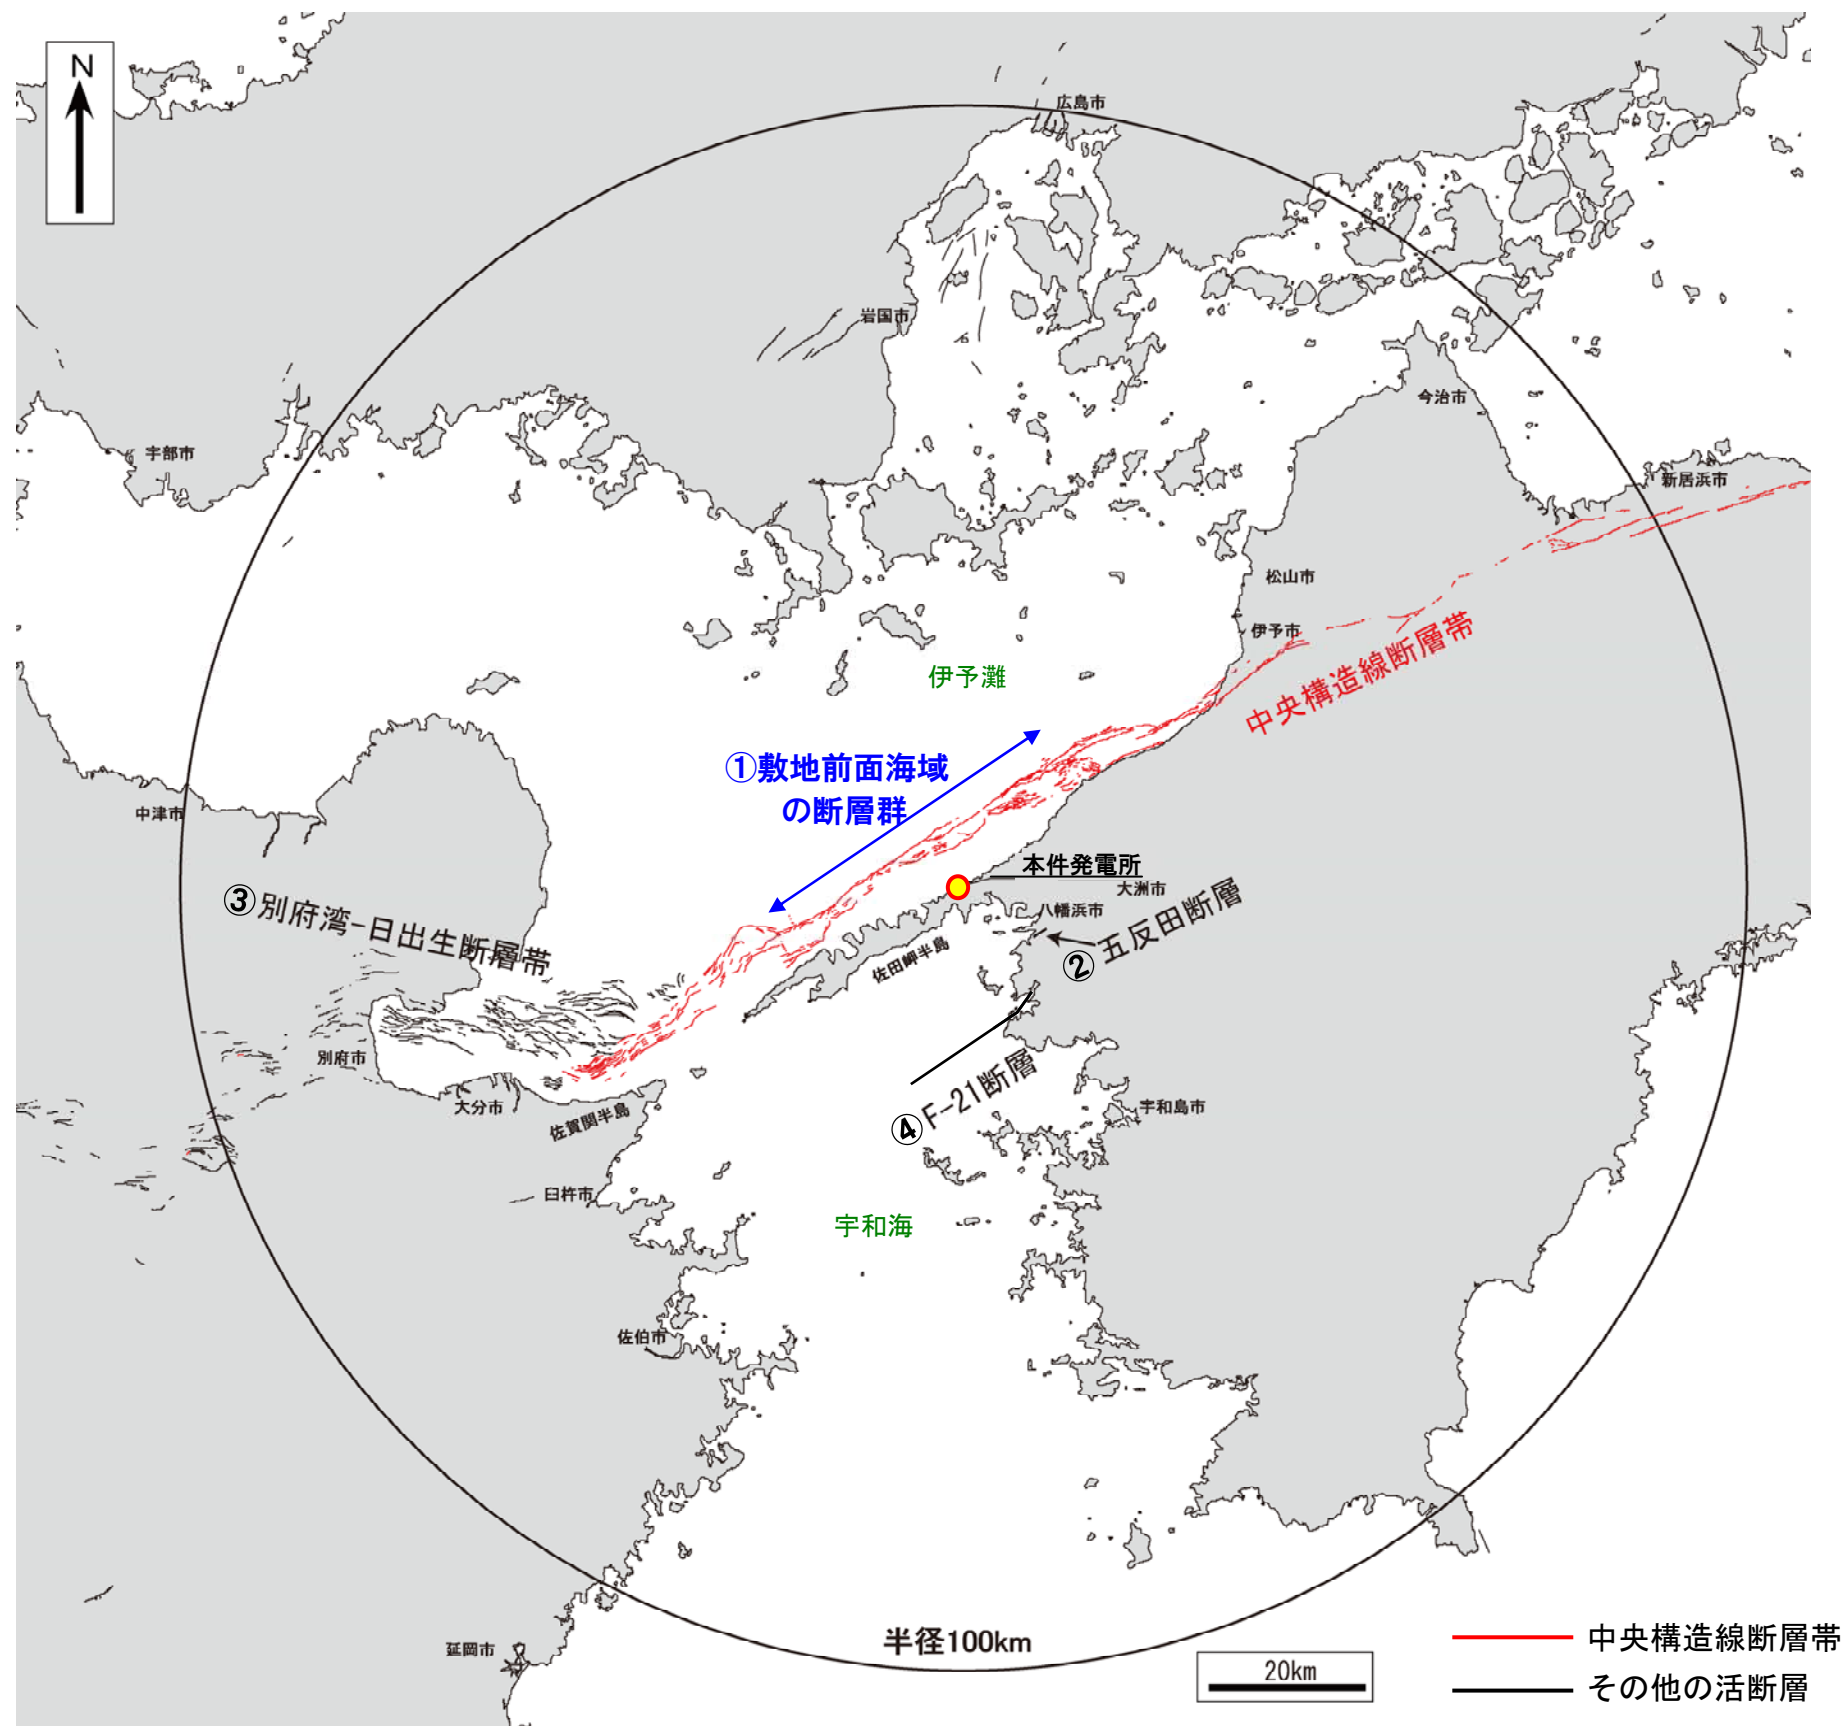 N
広島市
岩国市
今治市
宇部市
新居浜市
松山市
伊予市
中央構造線断層帯
伊予灘
①敷地前面海域
の断層群
中津市
本件発電所
大洲市
③別府湾-日出生断層帯
八幡浜市
②五反田断層
佐田岬半島
別府市
大分市
佐賀関半島
④F-21断層
宇和島市
臼杵市
宇和海
佐伯市
延岡市
半径100km
20km
中央構造線断層帯
その他の活断層